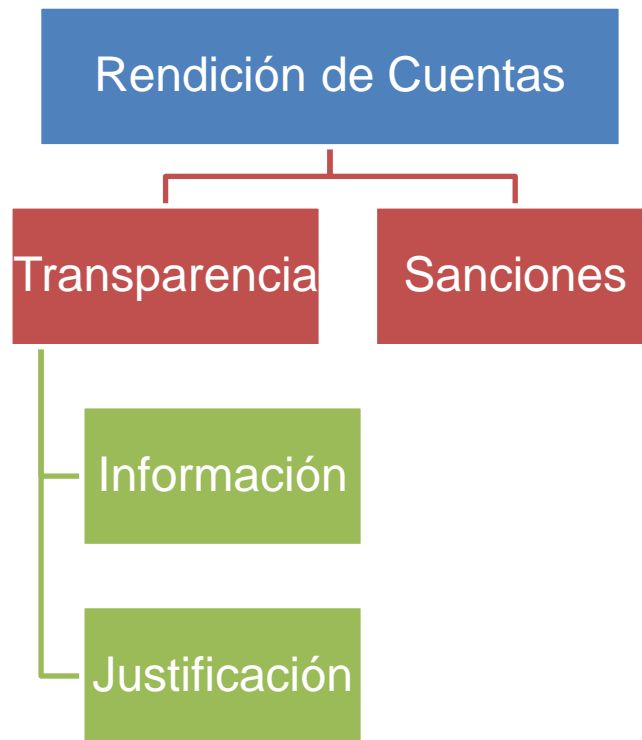 Rendición de Cuentas
Transparencia
Sanciones
Información
Justificación